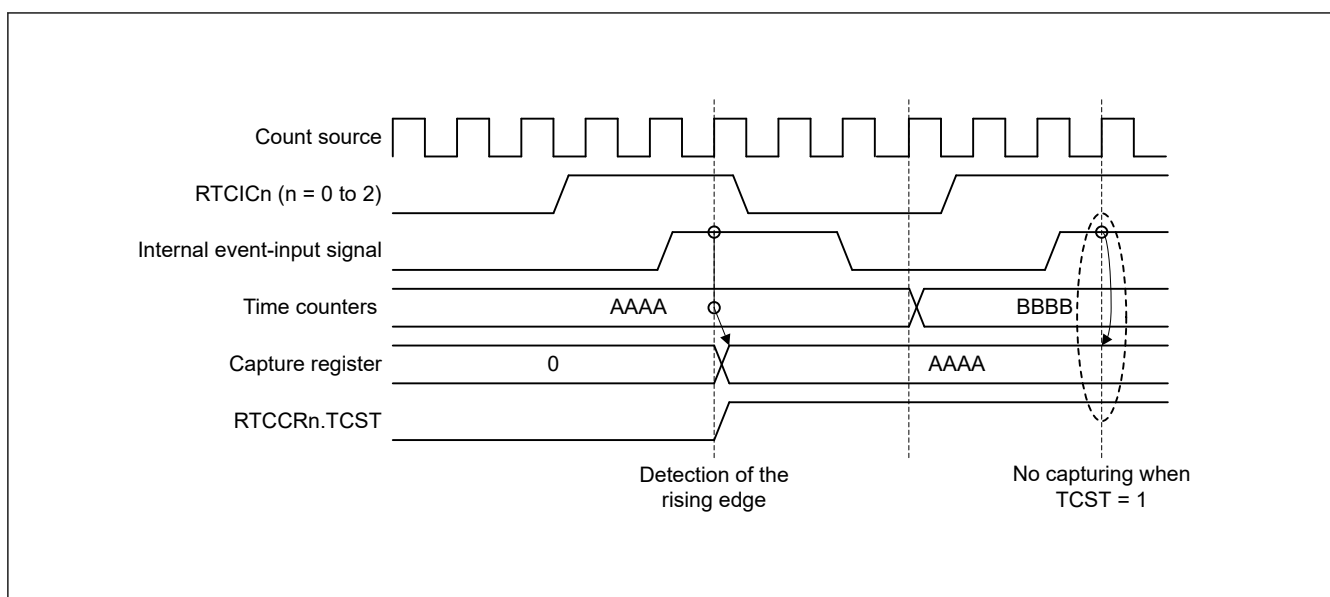 Count source
RTCICn (n = 0 to 2)
Internal event-input signal
Time counters
AAAA
BBBB
Capture register
0
AAAA
RTCCRn.TCST
Detection of the
rising edge
No capturing when
TCST = 1